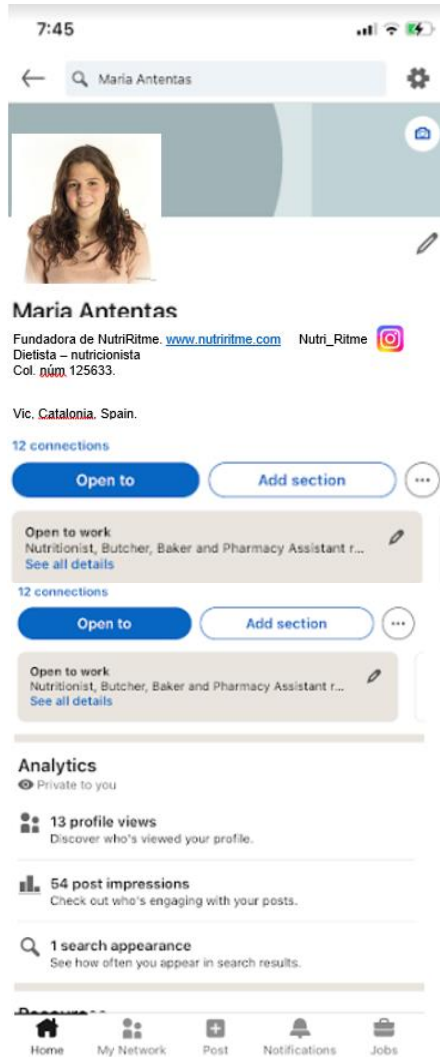 7:45
Maria Antentas
Maria Antentas
Fundadora de NutriRitme. www.nutriritme.com Nutri_Ritme
Dietista – nutricionista
Col. núm 125633.
Vic, Catalonia, Spain.
12 connections
Open to Add section
Open to work
Nutritionist, Butcher, Baker and Pharmacy Assistant r...
See all details
12 connections
Open to Add section
Open to work
Nutritionist, Butcher, Baker and Pharmacy Assistant r...
See all details
Analytics
Private to you
13 profile views
Discover who's viewed your profile.
54 post impressions
Check out who's engaging with your posts.
1 search appearance
See how often you appear in search results.
Home My Network Post Notifications Jobs